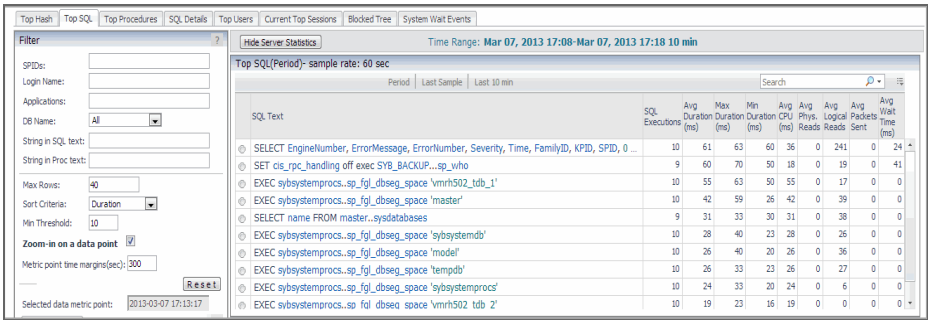 Top Hash Top SQL Top Procedures SQL Details Top Users Current Top Sessions Blocked Tree System Wait Events
Filter ?
SPIDs:
Login Name:
Applications:
DB Name: All
String in SQL text:
String in Proc text:
Max Rows: 40
Sort Criteria: Duration
Min Threshold: 10
Zoom-in on a data point
Metric point time margins(sec): 300
Reset
Selected data metric point: 2013-03-07 17:13:17
Hide Server Statistics Time Range: Mar 07, 2013 17:08-Mar 07, 2013 17:18 10 min
Top SQL(Period)- sample rate: 60 sec
Period Last Sample Last 10 min Search
SQL Text SQL Executions Avg Duration (ms) Max Duration (ms) Min Duration (ms) Avg CPU (ms) Avg Phys. Reads Avg Logical Reads Avg Packets Sent Avg Wait Time (ms)
SELECT EngineNumber, ErrorMessage, ErrorNumber, Severity, Time, FamilyID, KPID, SPID, 0 ... 10 61 63 60 36 0 241 0 24
SET cis_rpc_handling off exec SYB_BACKUP...sp_who 9 60 70 50 18 0 19 0 41
EXEC sybsystemprocs..sp_fgl_dbseg_space 'vmrh502_tdb_1' 10 55 63 50 55 0 17 0 0
EXEC sybsystemprocs..sp_fgl_dbseg_space 'master' 10 42 59 26 42 0 39 0 0
SELECT name FROM master..sysdatabases 9 31 33 30 31 0 38 0 0
EXEC sybsystemprocs..sp_fgl_dbseg_space 'sybsystemdb' 10 28 40 23 28 0 26 0 0
EXEC sybsystemprocs..sp_fgl_dbseg_space 'model' 10 26 40 20 26 0 36 0 0
EXEC sybsystemprocs..sp_fgl_dbseg_space 'tempdb' 10 26 33 23 26 0 27 0 0
EXEC sybsystemprocs..sp_fgl_dbseg_space 'sybsystemprocs' 10 24 33 20 24 0 6 0 0
EXEC sybsystemprocs..sp_fgl_dbseg_space 'vmrh502_tdb_2' 10 19 23 16 19 0 0 0 0